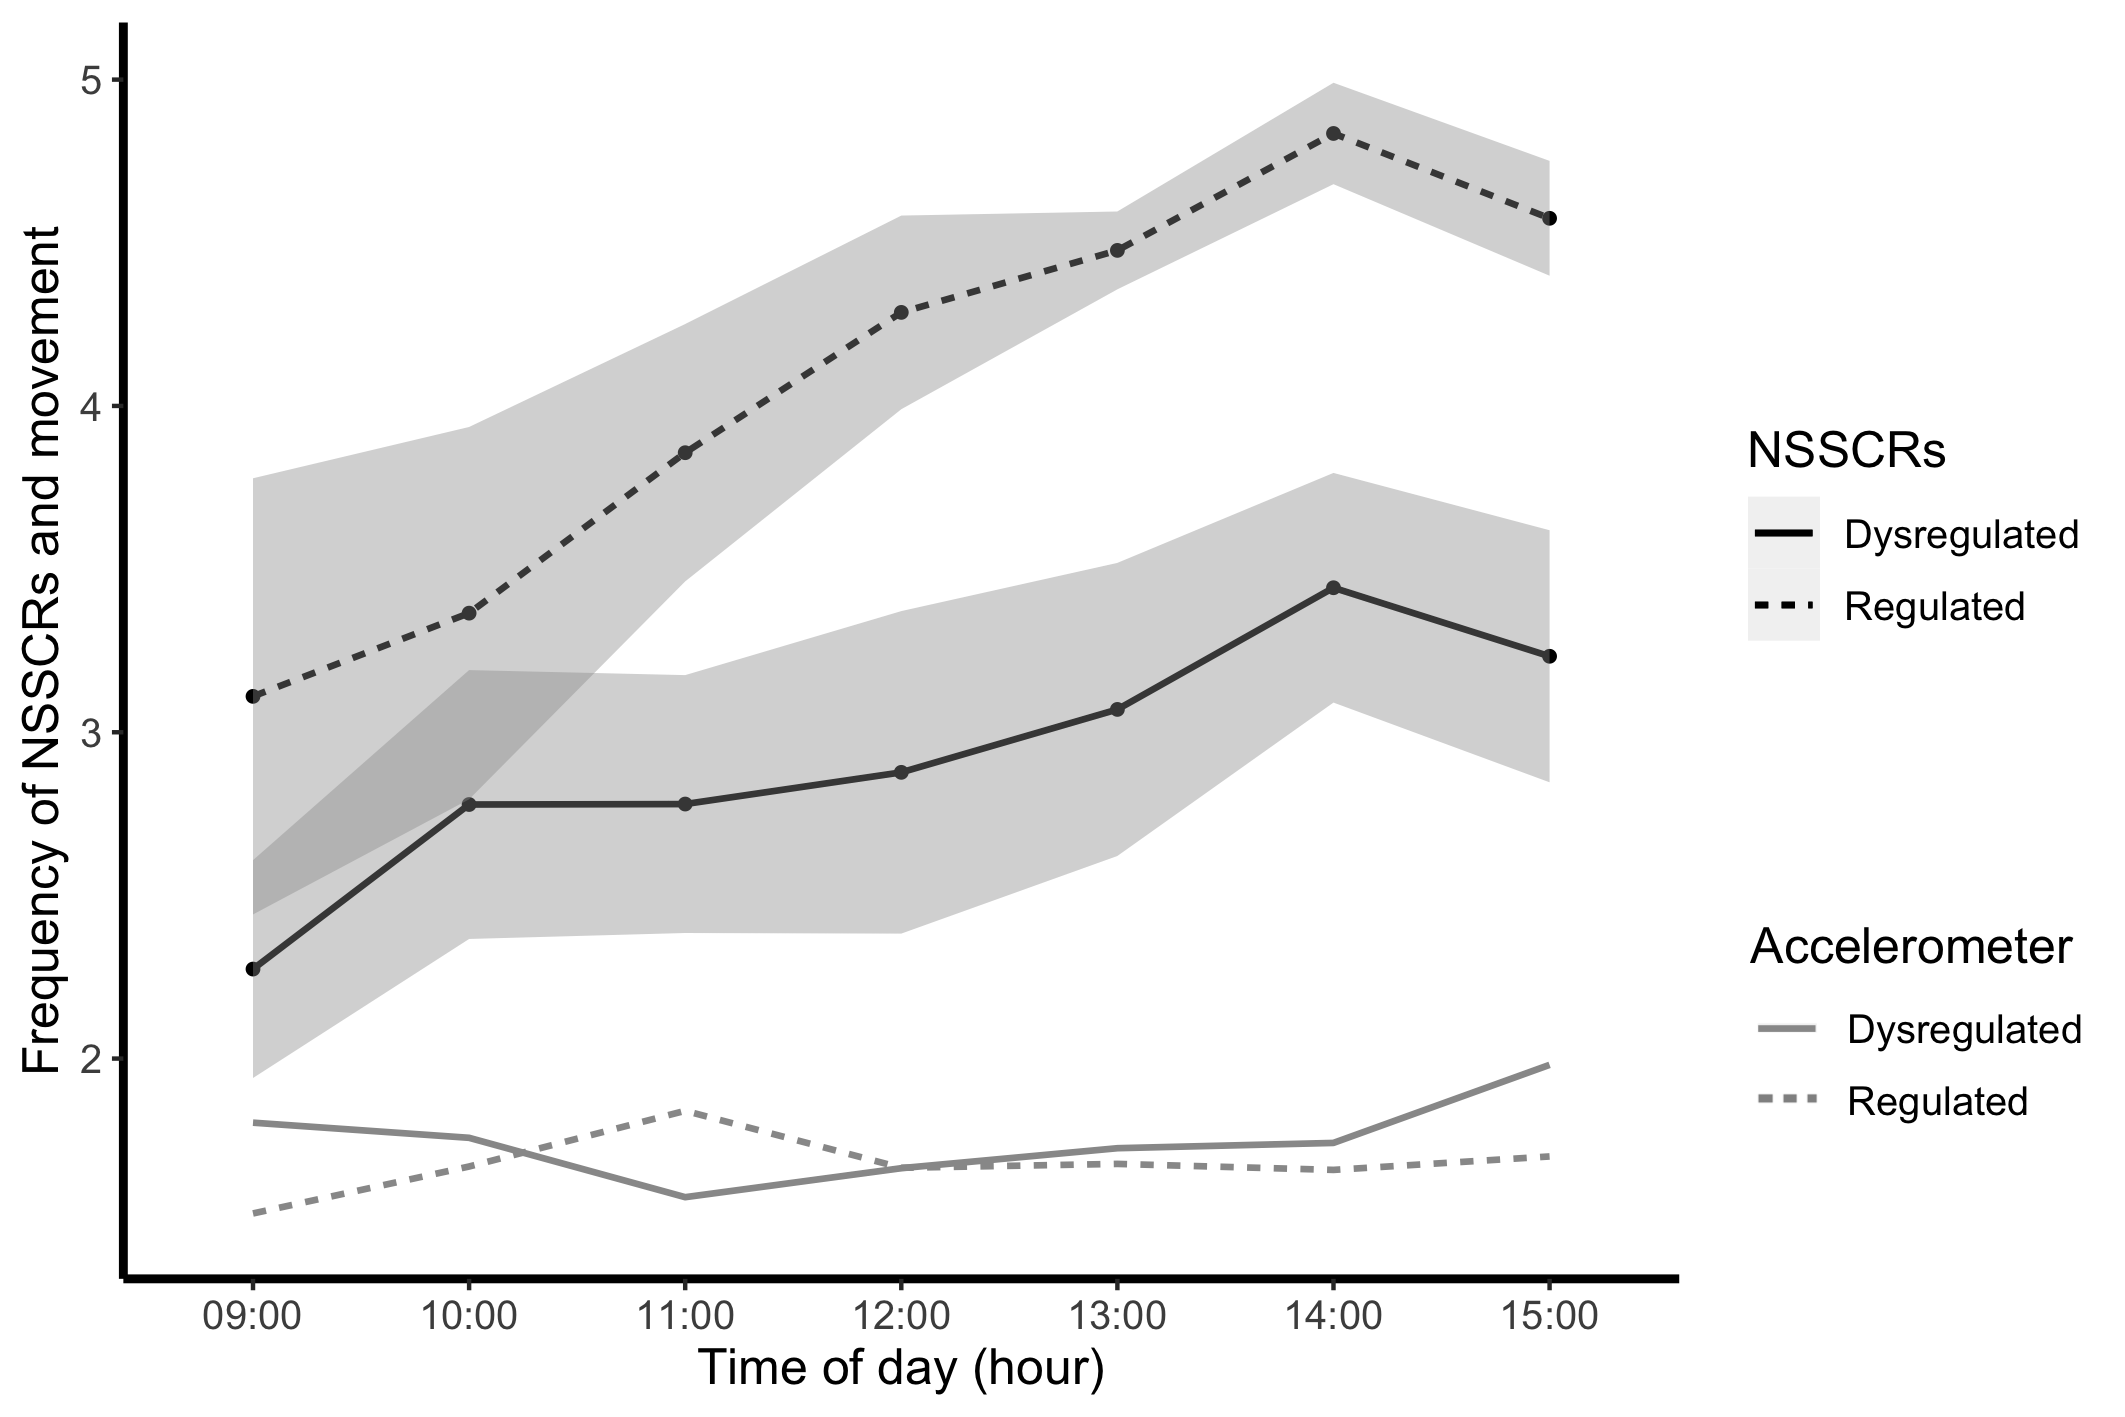 Frequency of NSSCRs and movement
5
4
3
2
09:00 10:00 11:00 12:00 13:00 14:00 15:00
Time of day (hour)
NSSCRs
Dysregulated
Regulated
Accelerometer
Dysregulated
Regulated